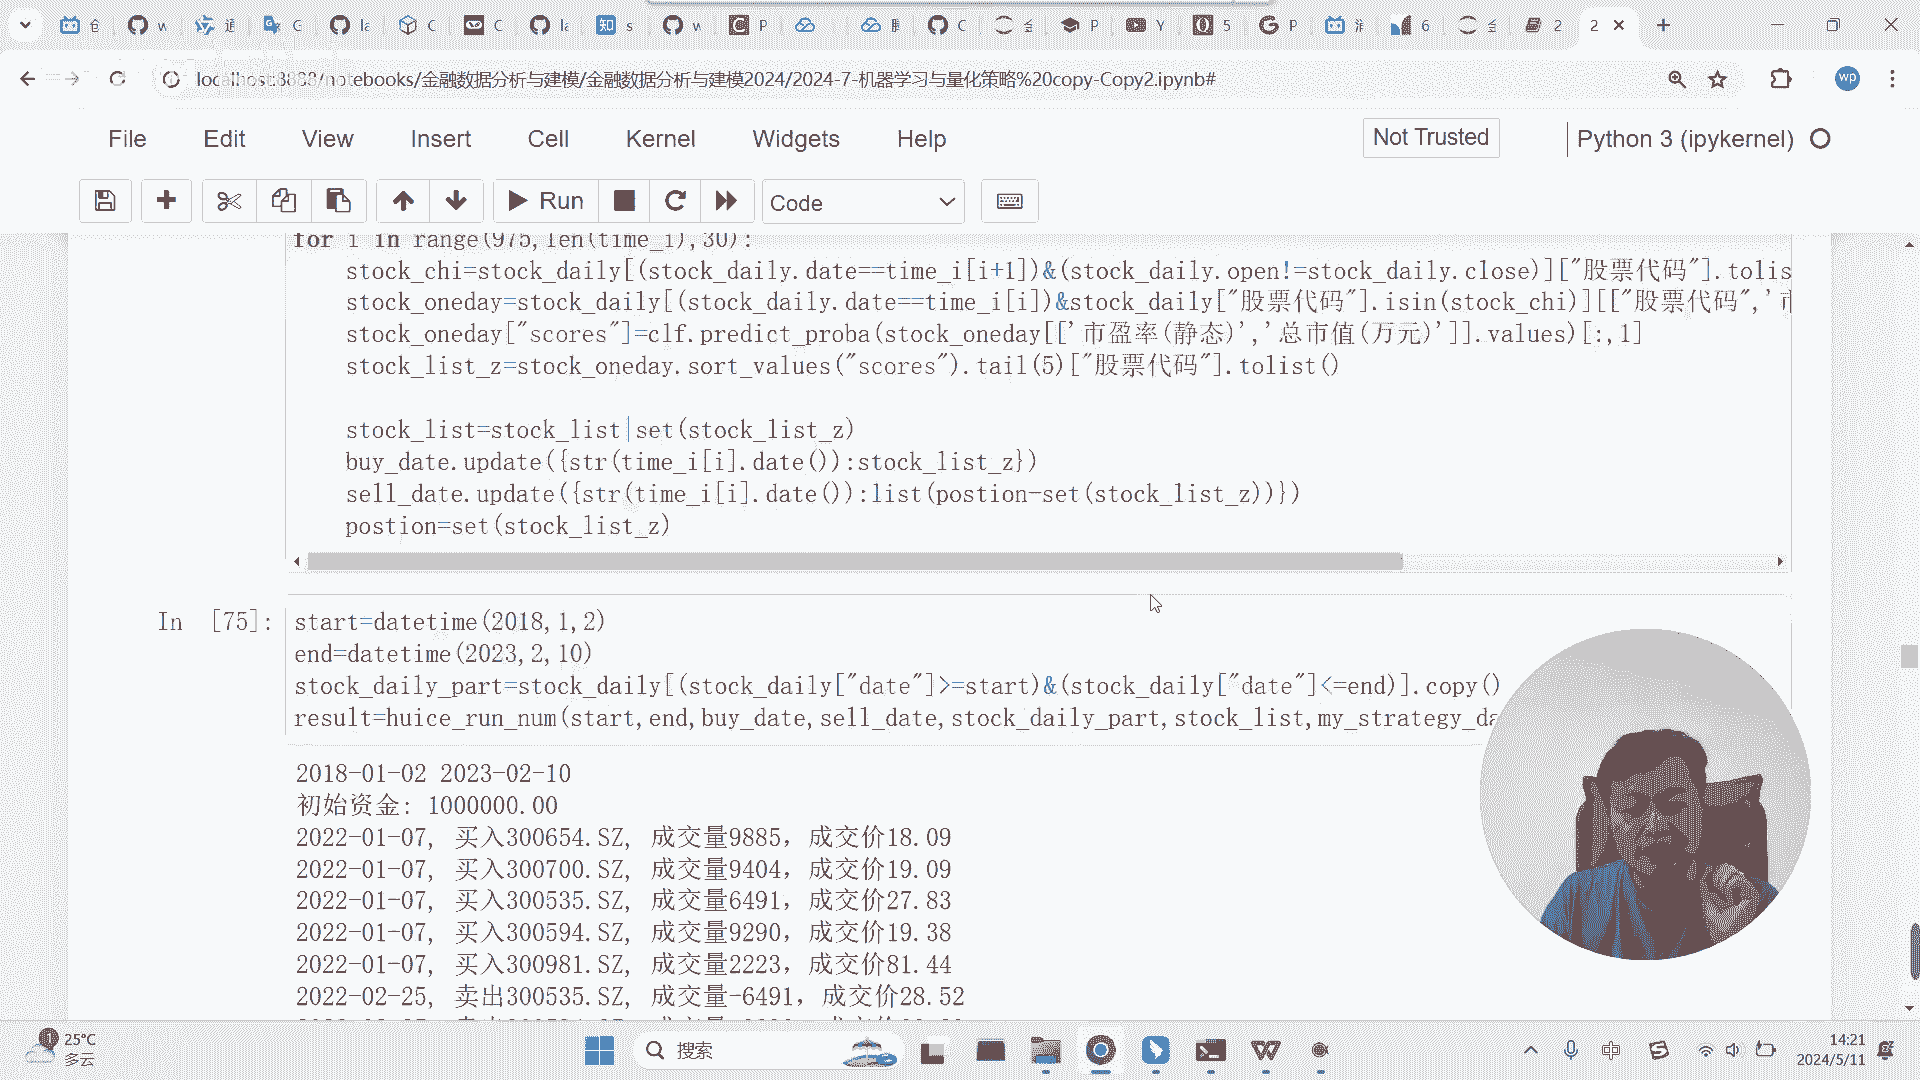 localhost:8888/notebooks/金融数据分析与建模/金融数据分析与建模2024/2024-7-机器学习与量化策略%20copy-Copy2.ipynb#
wp
File Edit View Insert Cell Kernel Widgets Help
Not Trusted
Python 3 (ipykernel)
Run
Code
for i in range(975,len(time_i),30):
stock_chi=stock_daily[(stock_daily.date==time_i[i+1])&(stock_daily.open!=stock_daily.close)]["股票代码"].tolis
stock_oneday=stock_daily[(stock_daily.date==time_i[i])&stock_daily["股票代码"].isin(stock_chi)][["股票代码",'
stock_oneday["scores"]=clf.predict_proba(stock_oneday[['市盈率(静态)','总市值(万元)']].values)[:,1]
stock_list_z=stock_oneday.sort_values("scores").tail(5)["股票代码"].tolist()
stock_list=stock_list|set(stock_list_z)
buy_date.update({str(time_i[i].date()):stock_list_z})
sell_date.update({str(time_i[i].date()):list(postion-set(stock_list_z))})
postion=set(stock_list_z)
In [75]:
start=datetime(2018,1,2)
end=datetime(2023,2,10)
stock_daily_part=stock_daily[(stock_daily["date"]>=start)&(stock_daily["date"]<=end)].copy()
result=huice_run_num(start,end,buy_date,sell_date,stock_daily_part,stock_list,my_strategy_da
2018-01-02 2023-02-10
初始资金: 1000000.00
2022-01-07, 买入300654.SZ, 成交量9885, 成交价18.09
2022-01-07, 买入300700.SZ, 成交量9404, 成交价19.09
2022-01-07, 买入300535.SZ, 成交量6491, 成交价27.83
2022-01-07, 买入300594.SZ, 成交量9290, 成交价19.38
2022-01-07, 买入300981.SZ, 成交量2223, 成交价81.44
2022-02-25, 卖出300535.SZ, 成交量-6491, 成交价28.52
25°C
多云
搜索
中
14:21
2024/5/11